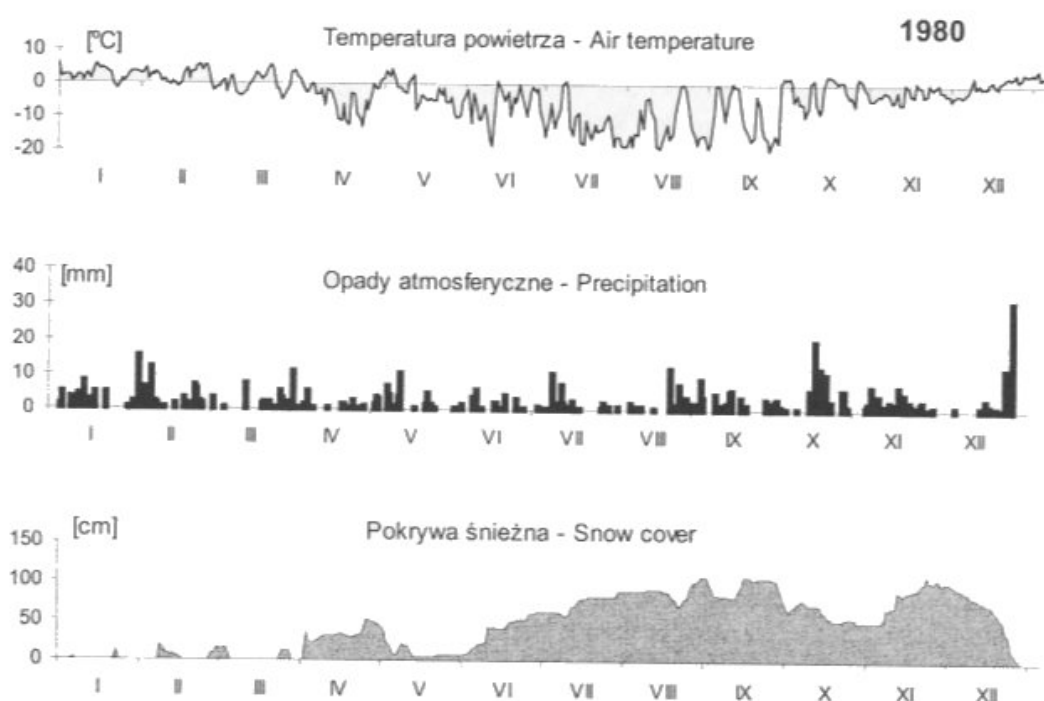 [ºC] Temperatura powietrza - Air temperature 1980
10
0
-10
-20
I II III IV V VI VII VIII IX X XI XII
[mm] Opady atmosferyczne - Precipitation
40
30
20
10
0
I II III IV V VI VII VIII IX X XI XII
[cm] Pokrywa śnieżna - Snow cover
150
100
50
0
I II III IV V VI VII VIII IX X XI XII